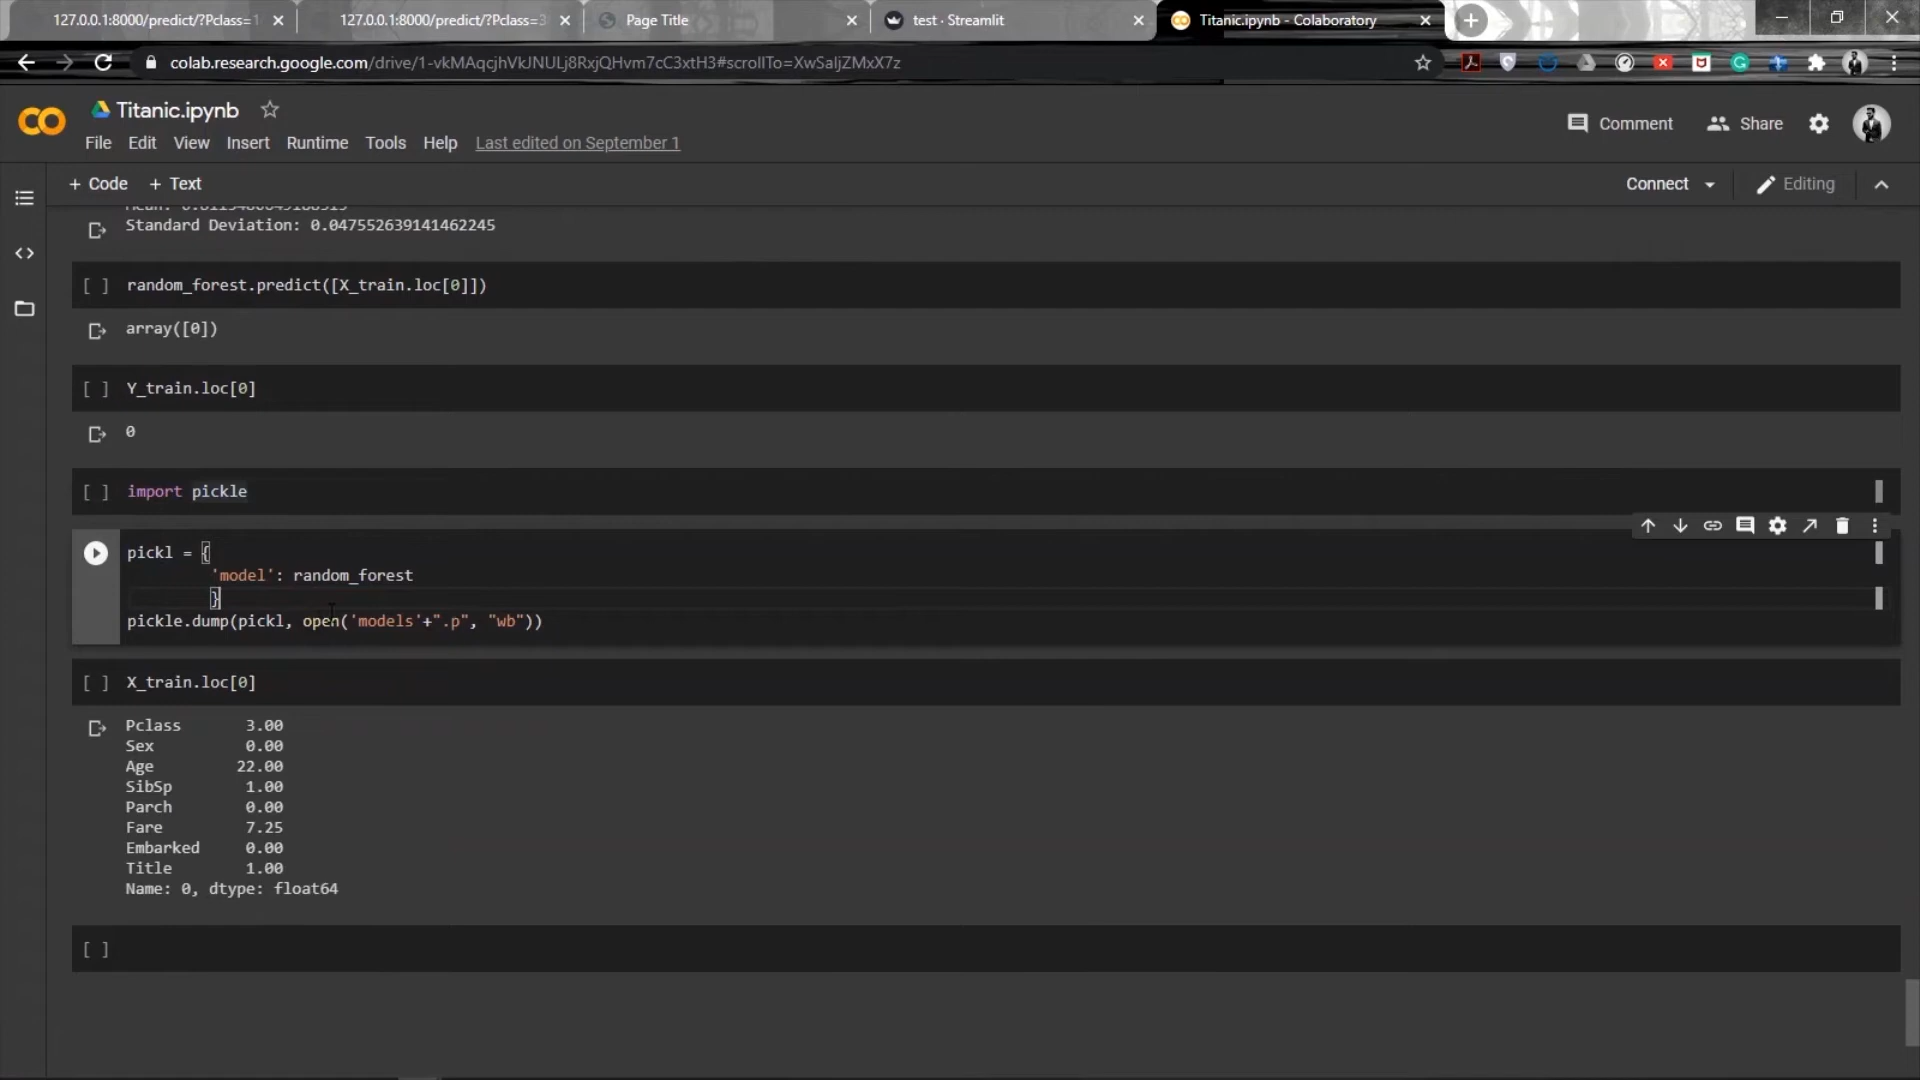 127.0.0.1:8000/predict/?Pclass=1
127.0.0.1:8000/predict/?Pclass=3
Page Title
test · Streamlit
Titanic.ipynb - Colaboratory
colab.research.google.com/drive/1-vkMAqcjhVkJNULj8RxjQHvm7cC3xtH3#scrollTo=XwSaljZMxX7z
Titanic.ipynb
Comment
Share
File Edit View Insert Runtime Tools Help Last edited on September 1
+ Code + Text
Connect
Editing
Standard Deviation: 0.047552639141462245
[ ] random_forest.predict([X_train.loc[0]])
array([0])
[ ] Y_train.loc[0]
0
[ ] import pickle
pickl = {
'model': random_forest
}
pickle.dump(pickl, open('models'+".p", "wb"))
[ ] X_train.loc[0]
Pclass 3.00
Sex 0.00
Age 22.00
SibSp 1.00
Parch 0.00
Fare 7.25
Embarked 0.00
Title 1.00
Name: 0, dtype: float64
[ ]